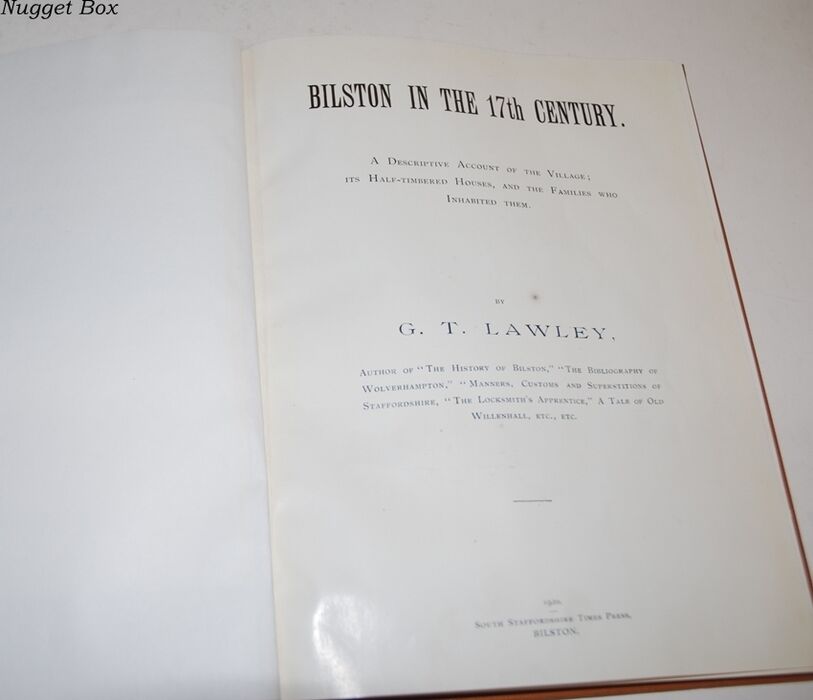 Nugget Box
BILSTON IN THE 17th CENTURY.
A DESCRIPTIVE ACCOUNT OF THE VILLAGE;
ITS HALF-TIMBERED HOUSES, AND THE FAMILIES WHO
INHABITED THEM.
BY
G. T. LAWLEY,
AUTHOR OF "THE HISTORY OF BILSTON," "THE BIBLIOGRAPHY OF
WOLVERHAMPTON," "MANNERS, CUSTOMS AND SUPERSTITIONS OF
STAFFORDSHIRE, "THE LOCKSMITH'S APPRENTICE," A TALE OF OLD
WILLENHALL, ETC., ETC.
1920.
SOUTH STAFFORDSHIRE TIMES PRESS,
BILSTON.